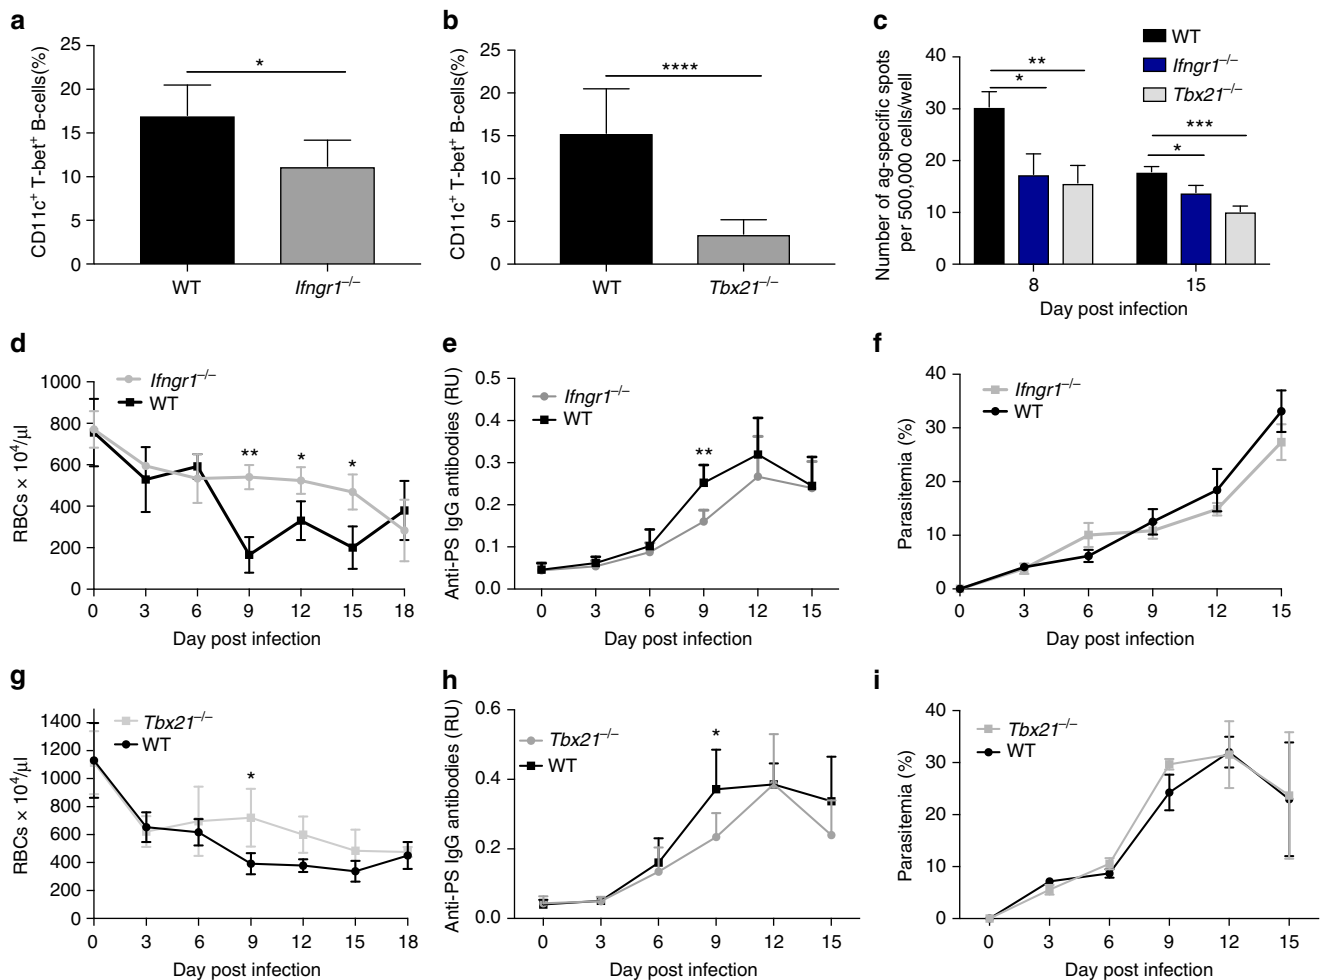 a
CD11c⁺ T-bet⁺ B-cells(%)
25
20
15
10
5
0
*
WT
Ifngr1⁻/⁻
b
CD11c⁺ T-bet⁺ B-cells(%)
25
20
15
10
5
0
****
WT
Tbx21⁻/⁻
c
Number of ag-specific spots
per 500,000 cells/well
40
30
20
10
0
WT
Ifngr1⁻/⁻
Tbx21⁻/⁻
**
*
***
*
8
15
Day post infection
d
RBCs × 10⁴/µl
1000
800
600
400
200
0
Ifngr1⁻/⁻
WT
**
*
*
0 3 6 9 12 15 18
Day post infection
e
Anti-PS IgG antibodies (RU)
0.5
0.4
0.3
0.2
0.1
0.0
Ifngr1⁻/⁻
WT
**
0 3 6 9 12 15
Day post infection
f
Parasitemia (%)
40
30
20
10
0
Ifngr1⁻/⁻
WT
0 3 6 9 12 15
Day post infection
g
RBCs × 10⁴/µl
1400
1200
1000
800
600
400
200
0
Tbx21⁻/⁻
WT
*
0 3 6 9 12 15 18
Day post infection
h
Anti-PS IgG antibodies (RU)
0.6
0.4
0.2
0.0
Tbx21⁻/⁻
WT
*
0 3 6 9 12 15
Day post infection
i
Parasitemia (%)
40
30
20
10
0
Tbx21⁻/⁻
WT
0 3 6 9 12 15
Day post infection